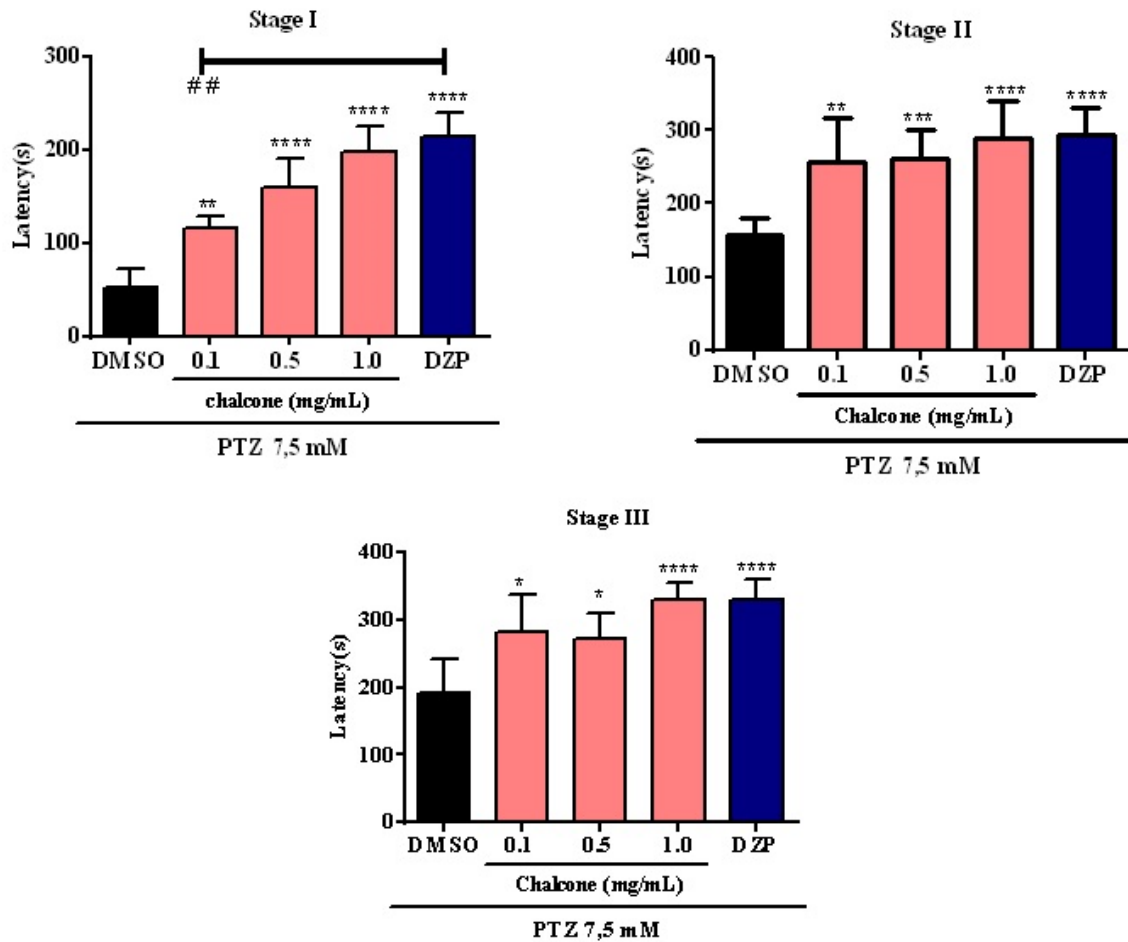 Stage I
300
200
100
0
Latency(s)
##
**
****
****
****
DMSO 0.1 0.5 1.0 DZP
chalcone (mg/mL)
PTZ 7,5 mM
Stage II
400
300
200
100
0
Latency(s)
**
***
****
****
DMSO 0.1 0.5 1.0 DZP
Chalcone (mg/mL)
PTZ 7,5 mM
Stage III
400
300
200
100
0
Latency(s)
*
*
****
****
DMSO 0.1 0.5 1.0 DZP
Chalcone (mg/mL)
PTZ 7,5 mM